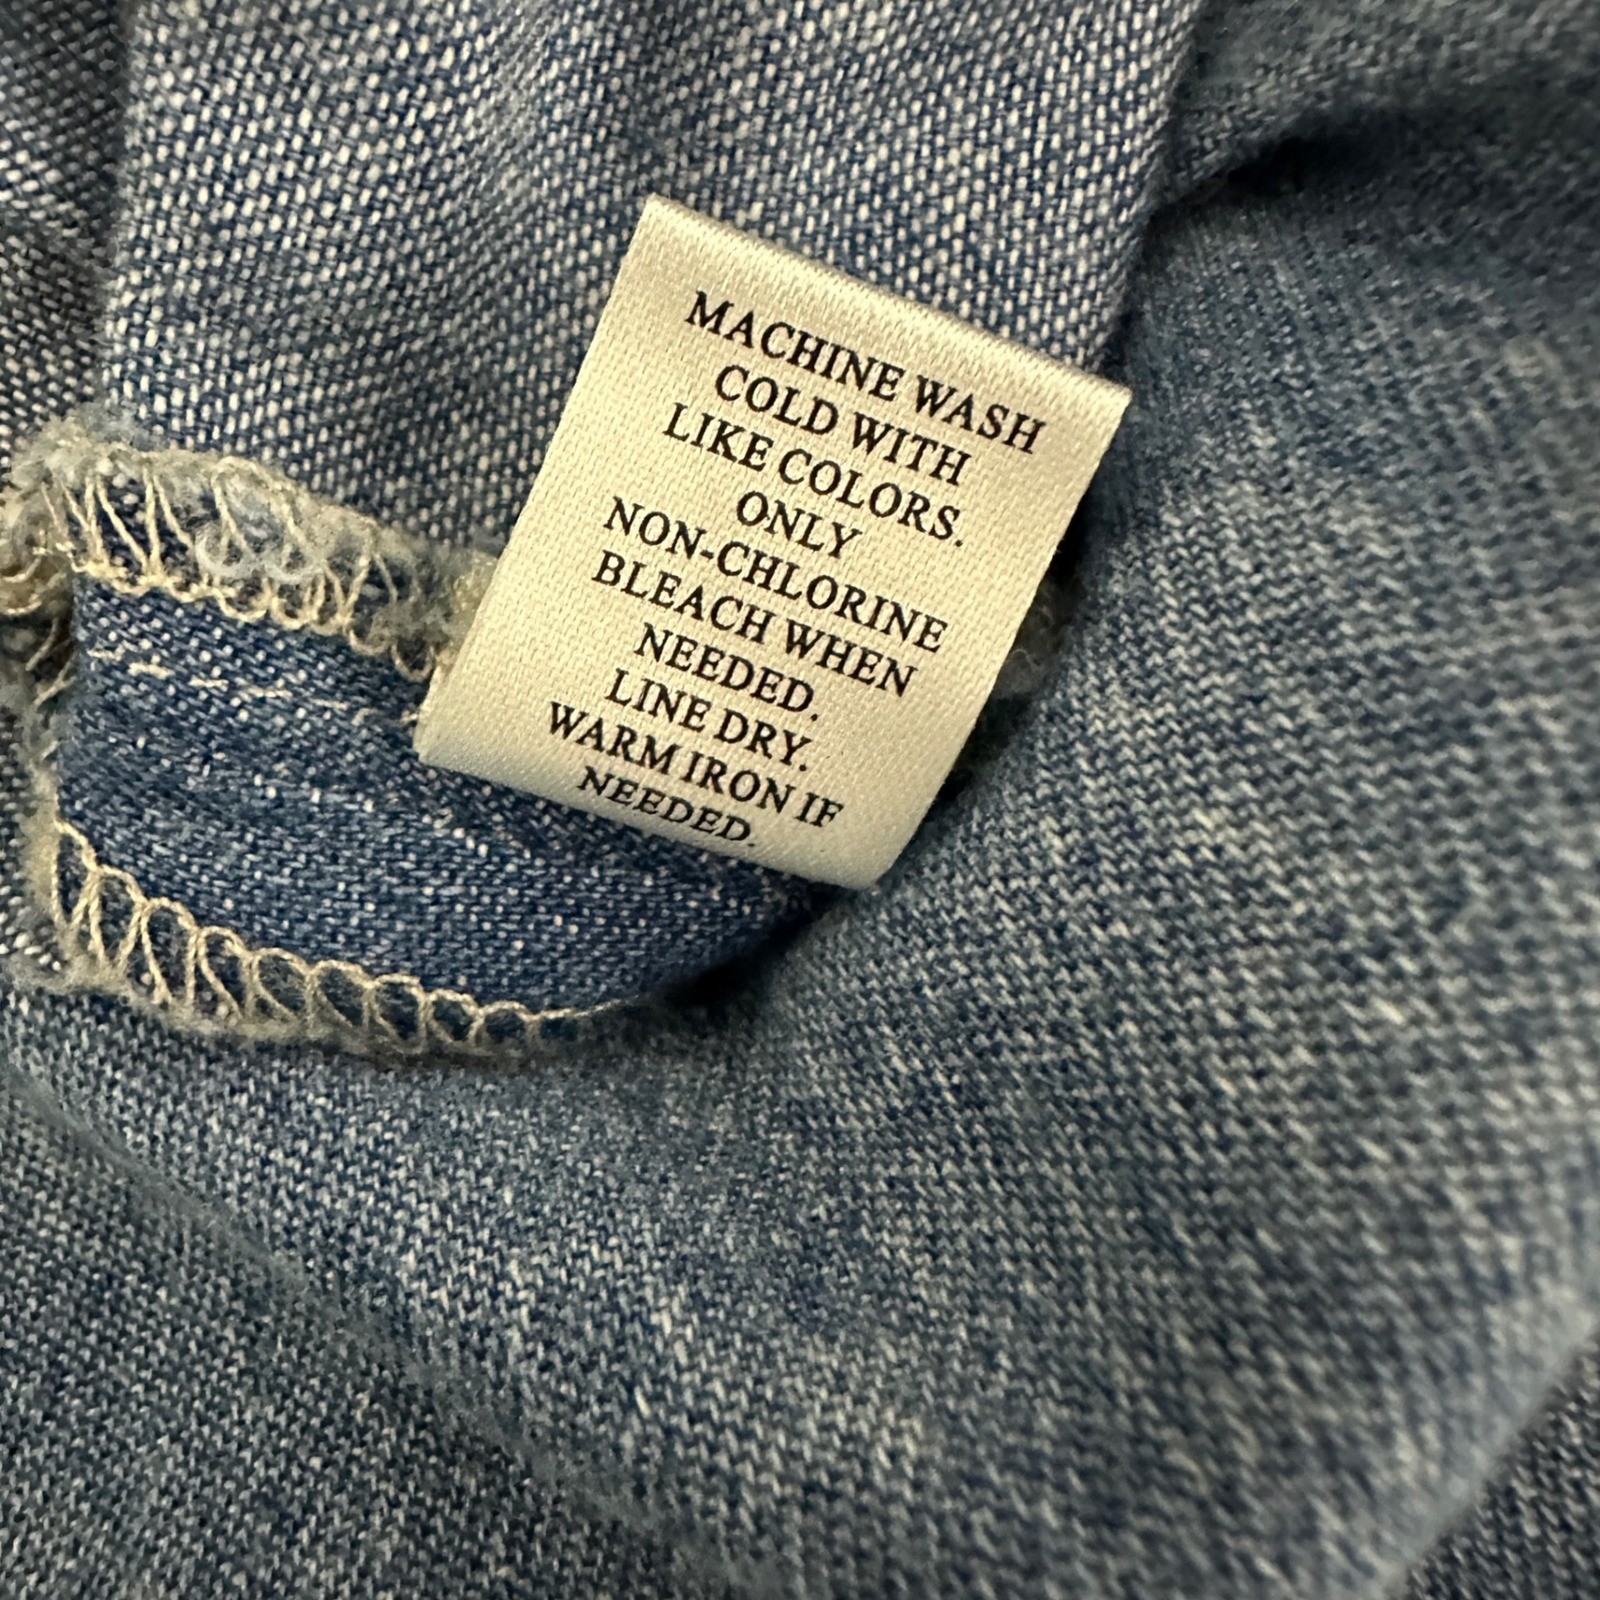 MACHINE WASH
COLD WITH
LIKE COLORS.
ONLY
NON-CHLORINE
BLEACH WHEN
NEEDED.
LINE DRY.
WARM IRON IF
NEEDED.